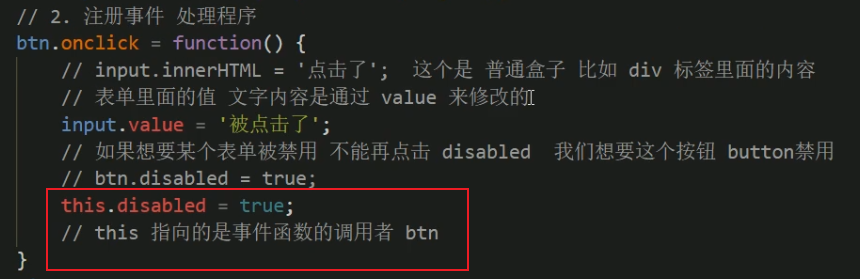 // 2. 注册事件 处理程序
btn.onclick = function() {
// input.innerHTML = '点击了'; 这个是 普通盒子 比如 div 标签里面的内容
// 表单里面的值 文字内容是通过 value 来修改的
input.value = '被点击了';
// 如果想要某个表单被禁用 不能再点击 disabled 我们想要这个按钮 button禁用
// btn.disabled = true;
this.disabled = true;
// this 指向的是事件函数的调用者 btn
}